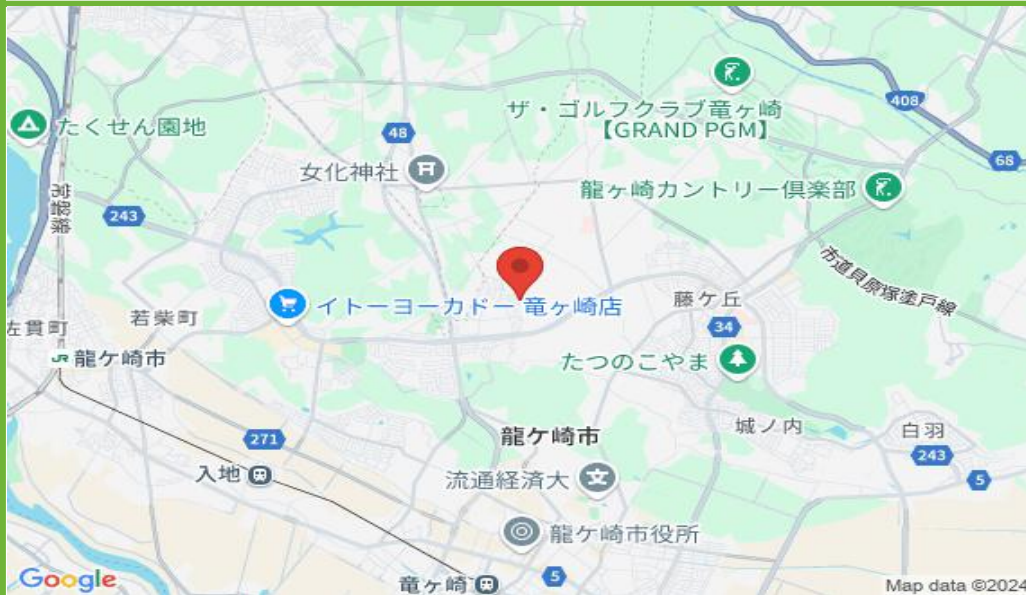 ザ・ゴルフクラブ竜ヶ崎
【GRAND PGM】
408
たくせん園地
48
68
女化神社
龍ヶ崎カントリー倶楽部
常磐線
243
市道貝原塚塗戸線
イトーヨーカドー 竜ヶ崎店
藤ケ丘
佐貫町
若柴町
34
JR 龍ケ崎市
たつのこやま
271
龍ケ崎市
城ノ内
白羽
243
入地
流通経済大
文
5
龍ケ崎市役所
Google
竜ヶ崎
5
Map data ©2024